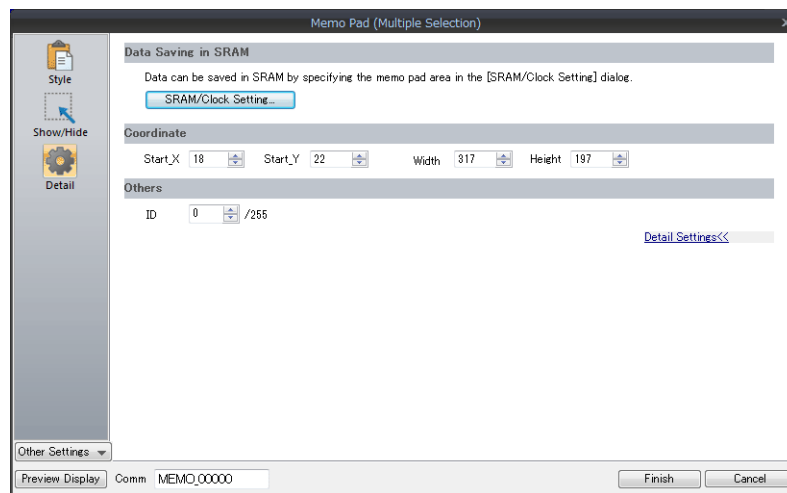 Memo Pad (Multiple Selection)
Style
Show/Hide
Detail
Data Saving in SRAM
Data can be saved in SRAM by specifying the memo pad area in the [SRAM/Clock Setting] dialog.
SRAM/Clock Setting...
Coordinate
Start_X 18 Start_Y 22 Width 317 Height 197
Others
ID 0 /255
Detail Settings<<
Other Settings
Preview Display Comm MEMO_00000 Finish Cancel